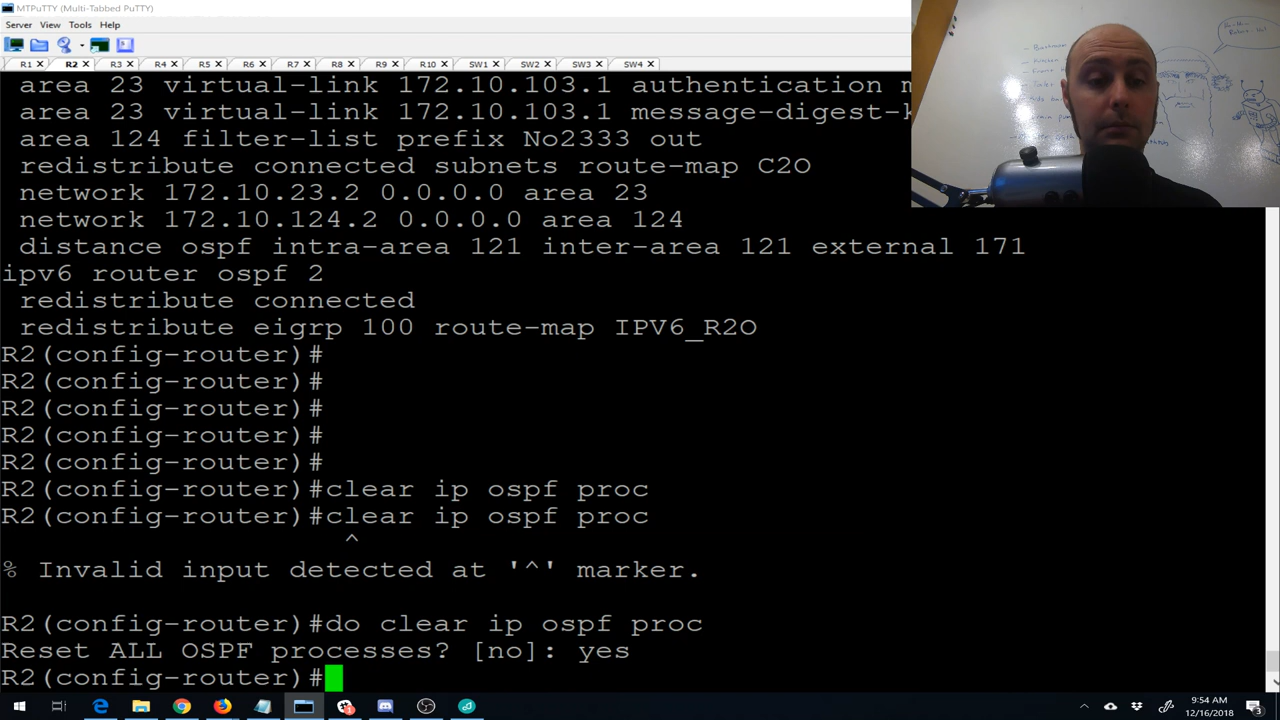 MTPuTTY (Multi-Tabbed PuTTY)
Server View Tools Help
R1 R2 R3 R4 R5 R6 R7 R8 R9 R10 SW1 SW2 SW3 SW4
area 23 virtual-link 172.10.103.1 authentication m
area 23 virtual-link 172.10.103.1 message-digest-k
area 124 filter-list prefix No2333 out
redistribute connected subnets route-map C2O
network 172.10.23.2 0.0.0.0 area 23
network 172.10.124.2 0.0.0.0 area 124
distance ospf intra-area 121 inter-area 121 external 171
ipv6 router ospf 2
redistribute connected
redistribute eigrp 100 route-map IPV6_R2O
R2(config-router)#
R2(config-router)#
R2(config-router)#
R2(config-router)#
R2(config-router)#
R2(config-router)#clear ip ospf proc
R2(config-router)#clear ip ospf proc
^
% Invalid input detected at '^' marker.
R2(config-router)#do clear ip ospf proc
Reset ALL OSPF processes? [no]: yes
R2(config-router)#
9:54 AM
12/16/2018
3